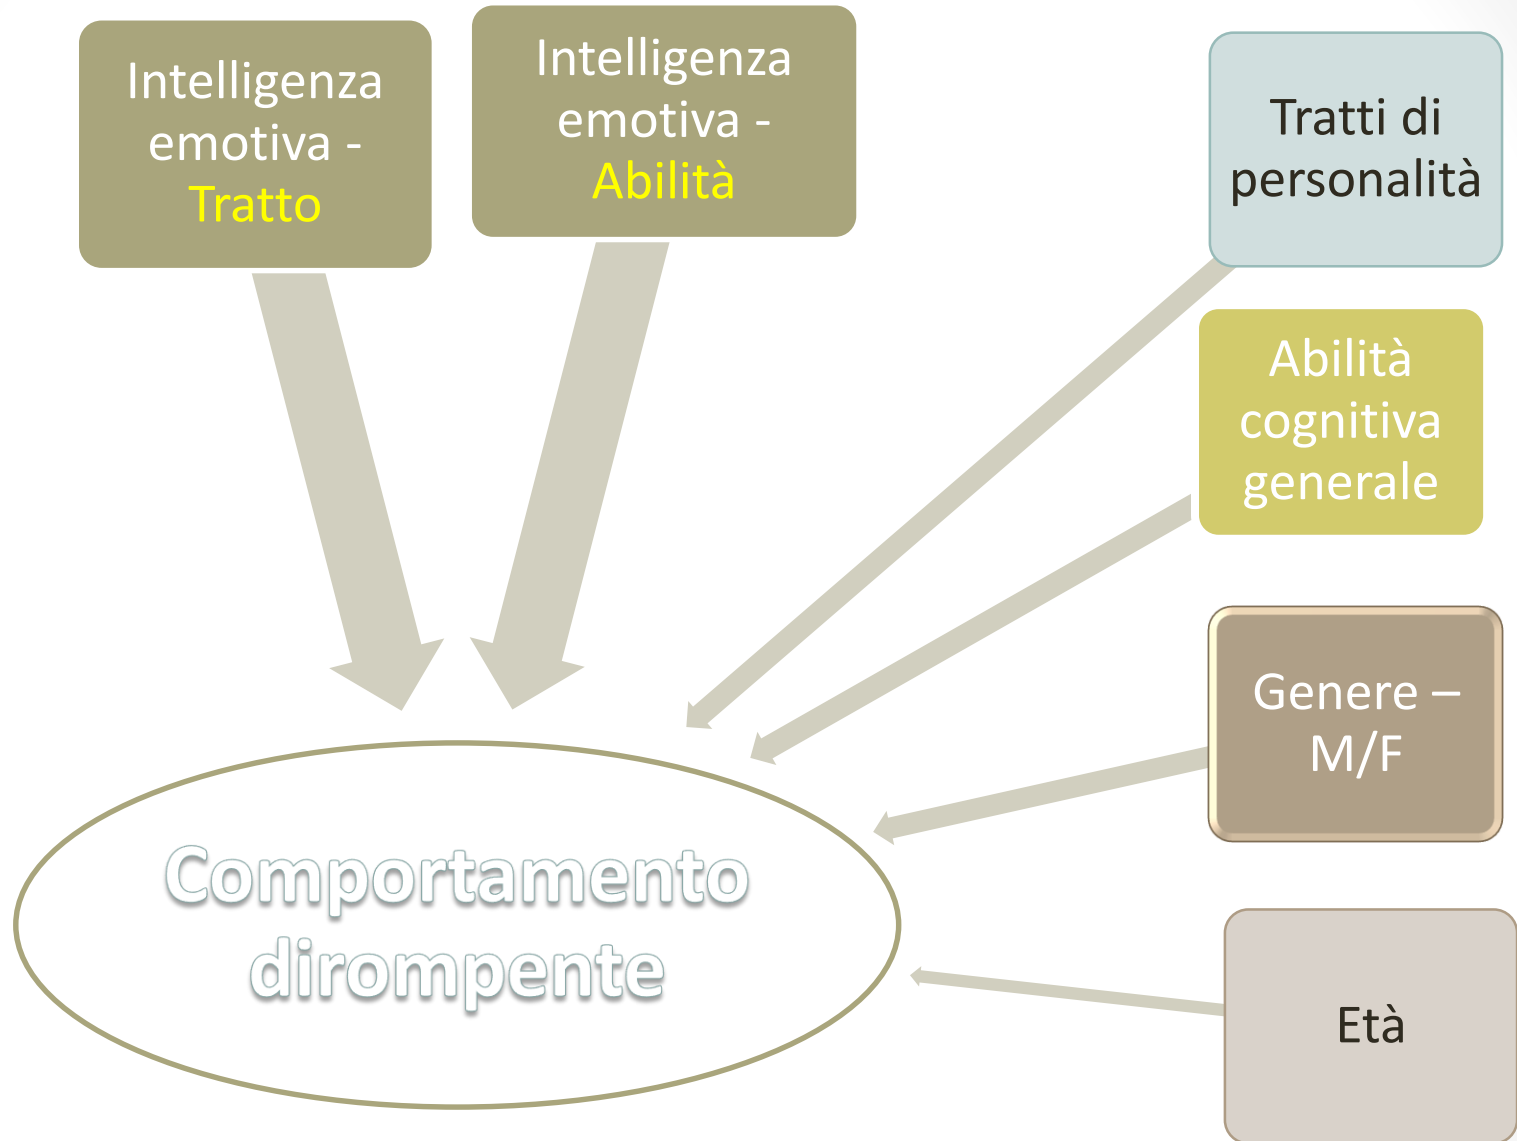 Intelligenza
emotiva -
Tratto
Intelligenza
emotiva -
Abilità
Tratti di
personalità
Abilità
cognitiva
generale
Genere –
M/F
Età
Comportamento
dirompente